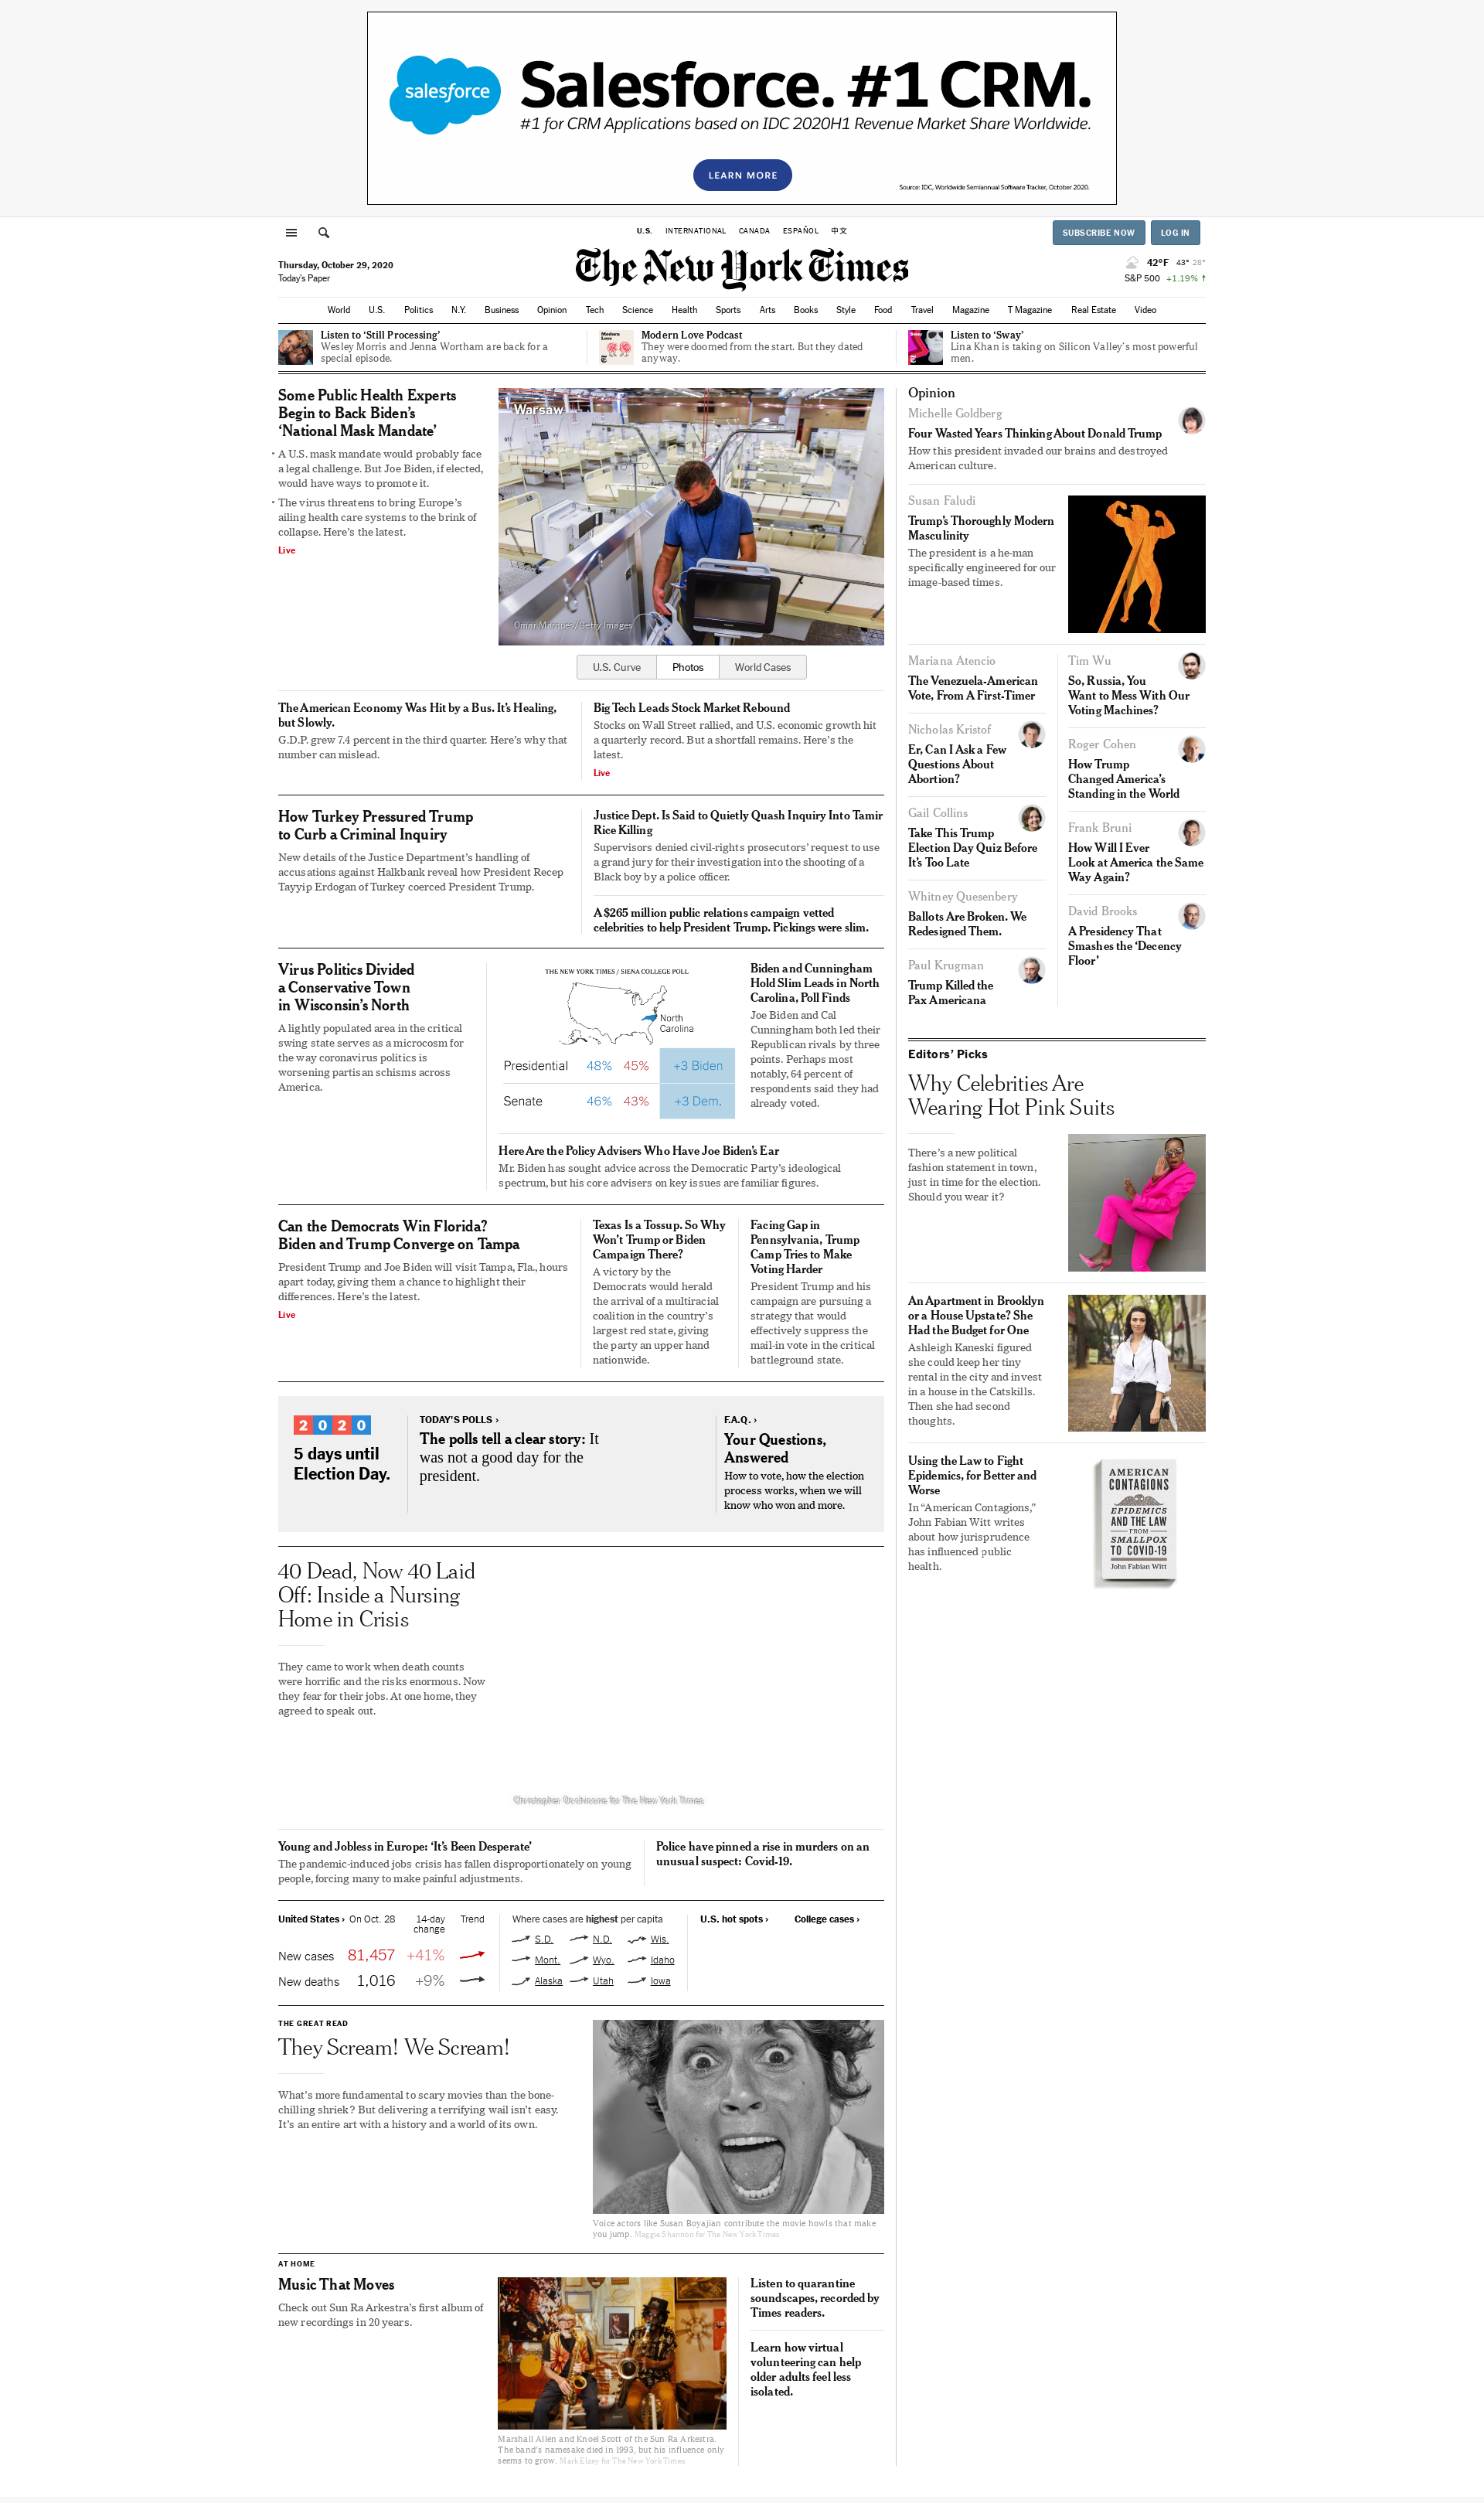 salesforce
Salesforce. #1 CRM.
#1 for CRM Applications based on IDC 2020H1 Revenue Market Share Worldwide.
LEARN MORE
Source: IDC, Worldwide Semiannual Software Tracker, October 2020.
U.S. INTERNATIONAL CANADA ESPAÑOL 中文
SUBSCRIBE NOW LOG IN
The New York Times
Thursday, October 29, 2020
Today's Paper
42°F 43° 28°
S&P 500 +1.19% ↑
World U.S. Politics N.Y. Business Opinion Tech Science Health Sports Arts Books Style Food Travel Magazine T Magazine Real Estate Video
Listen to ‘Still Processing’
Wesley Morris and Jenna Wortham are back for a
special episode.
Modern Love
Modern Love Podcast
They were doomed from the start. But they dated
anyway.
Listen to ‘Sway’
Lina Khan is taking on Silicon Valley's most powerful
men.
Some Public Health Experts
Begin to Back Biden's
‘National Mask Mandate’
• A U.S. mask mandate would probably face
a legal challenge. But Joe Biden, if elected,
would have ways to promote it.
• The virus threatens to bring Europe's
ailing health care systems to the brink of
collapse. Here's the latest.
Live
Warsaw
Omar Marques/Getty Images
U.S. Curve Photos World Cases
The American Economy Was Hit by a Bus. It's Healing,
but Slowly.
G.D.P. grew 7.4 percent in the third quarter. Here's why that
number can mislead.
Big Tech Leads Stock Market Rebound
Stocks on Wall Street rallied, and U.S. economic growth hit
a quarterly record. But a shortfall remains. Here's the
latest.
Live
How Turkey Pressured Trump
to Curb a Criminal Inquiry
New details of the Justice Department's handling of
accusations against Halkbank reveal how President Recep
Tayyip Erdogan of Turkey coerced President Trump.
Justice Dept. Is Said to Quietly Quash Inquiry Into Tamir
Rice Killing
Supervisors denied civil-rights prosecutors' request to use
a grand jury for their investigation into the shooting of a
Black boy by a police officer.
A $265 million public relations campaign vetted
celebrities to help President Trump. Pickings were slim.
Virus Politics Divided
a Conservative Town
in Wisconsin's North
A lightly populated area in the critical
swing state serves as a microcosm for
the way coronavirus politics is
worsening partisan schisms across
America.
THE NEW YORK TIMES / SIENA COLLEGE POLL
North
Carolina
Presidential 48% 45% +3 Biden
Senate 46% 43% +3 Dem.
Biden and Cunningham
Hold Slim Leads in North
Carolina, Poll Finds
Joe Biden and Cal
Cunningham both led their
Republican rivals by three
points. Perhaps most
notably, 64 percent of
respondents said they had
already voted.
Here Are the Policy Advisers Who Have Joe Biden's Ear
Mr. Biden has sought advice across the Democratic Party's ideological
spectrum, but his core advisers on key issues are familiar figures.
Can the Democrats Win Florida?
Biden and Trump Converge on Tampa
President Trump and Joe Biden will visit Tampa, Fla., hours
apart today, giving them a chance to highlight their
differences. Here's the latest.
Live
Texas Is a Tossup. So Why
Won't Trump or Biden
Campaign There?
A victory by the
Democrats would herald
the arrival of a multiracial
coalition in the country's
largest red state, giving
the party an upper hand
nationwide.
Facing Gap in
Pennsylvania, Trump
Camp Tries to Make
Voting Harder
President Trump and his
campaign are pursuing a
strategy that would
effectively suppress the
mail-in vote in the critical
battleground state.
2020
5 days until
Election Day.
TODAY'S POLLS ›
The polls tell a clear story: It
was not a good day for the
president.
F.A.Q. ›
Your Questions,
Answered
How to vote, how the election
process works, when we will
know who won and more.
40 Dead, Now 40 Laid
Off: Inside a Nursing
Home in Crisis
They came to work when death counts
were horrific and the risks enormous. Now
they fear for their jobs. At one home, they
agreed to speak out.
Christopher Occhicone for The New York Times
Young and Jobless in Europe: ‘It's Been Desperate’
The pandemic-induced jobs crisis has fallen disproportionately on young
people, forcing many to make painful adjustments.
Police have pinned a rise in murders on an
unusual suspect: Covid-19.
United States › On Oct. 28 14-day
change Trend
New cases 81,457 +41%
New deaths 1,016 +9%
Where cases are highest per capita
S.D. N.D. Wis.
Mont. Wyo. Idaho
Alaska Utah Iowa
U.S. hot spots › College cases ›
THE GREAT READ
They Scream! We Scream!
What's more fundamental to scary movies than the bone-
chilling shriek? But delivering a terrifying wail isn't easy.
It's an entire art with a history and a world of its own.
Voice actors like Susan Boyajian contribute the movie howls that make
you jump. Maggie Shannon for The New York Times
AT HOME
Music That Moves
Check out Sun Ra Arkestra's first album of
new recordings in 20 years.
Marshall Allen and Knoel Scott of the Sun Ra Arkestra.
The band's namesake died in 1993, but his influence only
seems to grow. Mark Elzey for The New York Times
Listen to quarantine
soundscapes, recorded by
Times readers.
Learn how virtual
volunteering can help
older adults feel less
isolated.
Opinion
Michelle Goldberg
Four Wasted Years Thinking About Donald Trump
How this president invaded our brains and destroyed
American culture.
Susan Faludi
Trump's Thoroughly Modern
Masculinity
The president is a he-man
specifically engineered for our
image-based times.
Mariana Atencio
The Venezuela-American
Vote, From A First-Timer
Nicholas Kristof
Er, Can I Ask a Few
Questions About
Abortion?
Gail Collins
Take This Trump
Election Day Quiz Before
It's Too Late
Whitney Quesenbery
Ballots Are Broken. We
Redesigned Them.
Paul Krugman
Trump Killed the
Pax Americana
Tim Wu
So, Russia, You
Want to Mess With Our
Voting Machines?
Roger Cohen
How Trump
Changed America's
Standing in the World
Frank Bruni
How Will I Ever
Look at America the Same
Way Again?
David Brooks
A Presidency That
Smashes the ‘Decency
Floor’
Editors' Picks
Why Celebrities Are
Wearing Hot Pink Suits
There's a new political
fashion statement in town,
just in time for the election.
Should you wear it?
An Apartment in Brooklyn
or a House Upstate? She
Had the Budget for One
Ashleigh Kaneski figured
she could keep her tiny
rental in the city and invest
in a house in the Catskills.
Then she had second
thoughts.
Using the Law to Fight
Epidemics, for Better and
Worse
In “American Contagions,”
John Fabian Witt writes
about how jurisprudence
has influenced public
health.
AMERICAN
CONTAGIONS
EPIDEMICS
AND THE LAW
FROM
SMALLPOX
TO COVID-19
John Fabian Witt